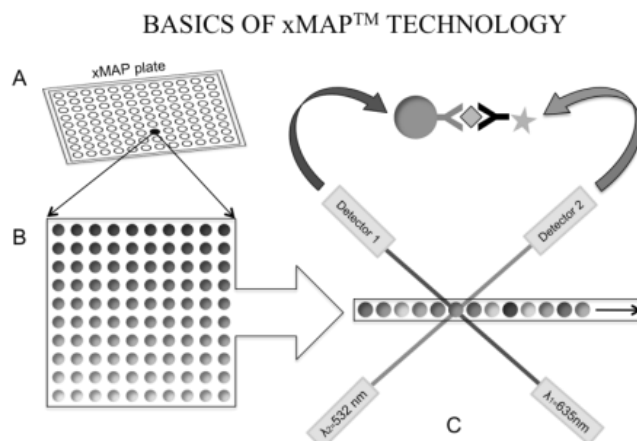 BASICS OF xMAP™ TECHNOLOGY
xMAP plate
A
Detector 1
Detector 2
B
λ₂=532 nm
λ₁=635nm
C